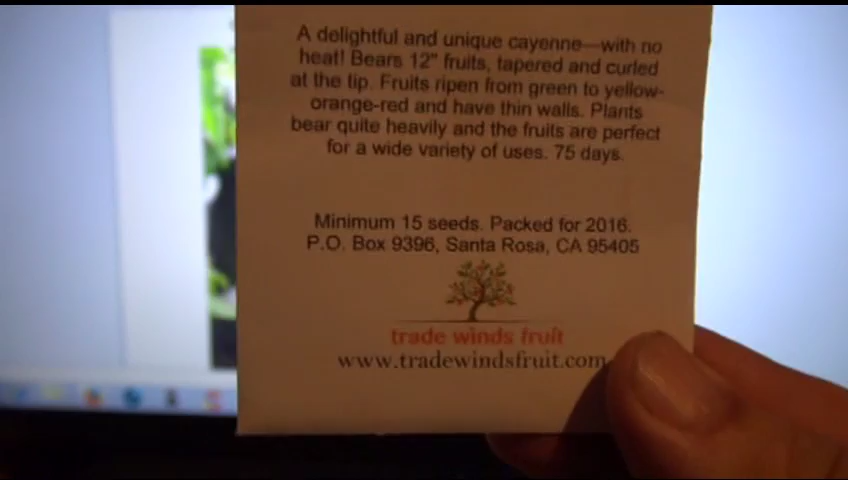 A delightful and unique cayenne—with no
heat! Bears 12" fruits, tapered and curled
at the tip. Fruits ripen from green to yellow-
orange-red and have thin walls. Plants
bear quite heavily and the fruits are perfect
for a wide variety of uses. 75 days.
Minimum 15 seeds. Packed for 2016.
P.O. Box 9396, Santa Rosa, CA 95405
trade winds fruit
www.tradewindsfruit.com